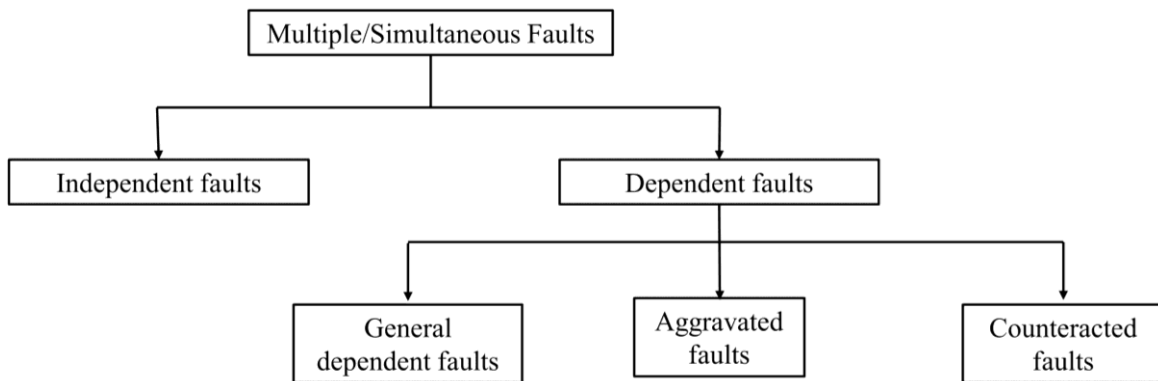 Multiple/Simultaneous Faults
Independent faults
Dependent faults
General
dependent faults
Aggravated
faults
Counteracted
faults